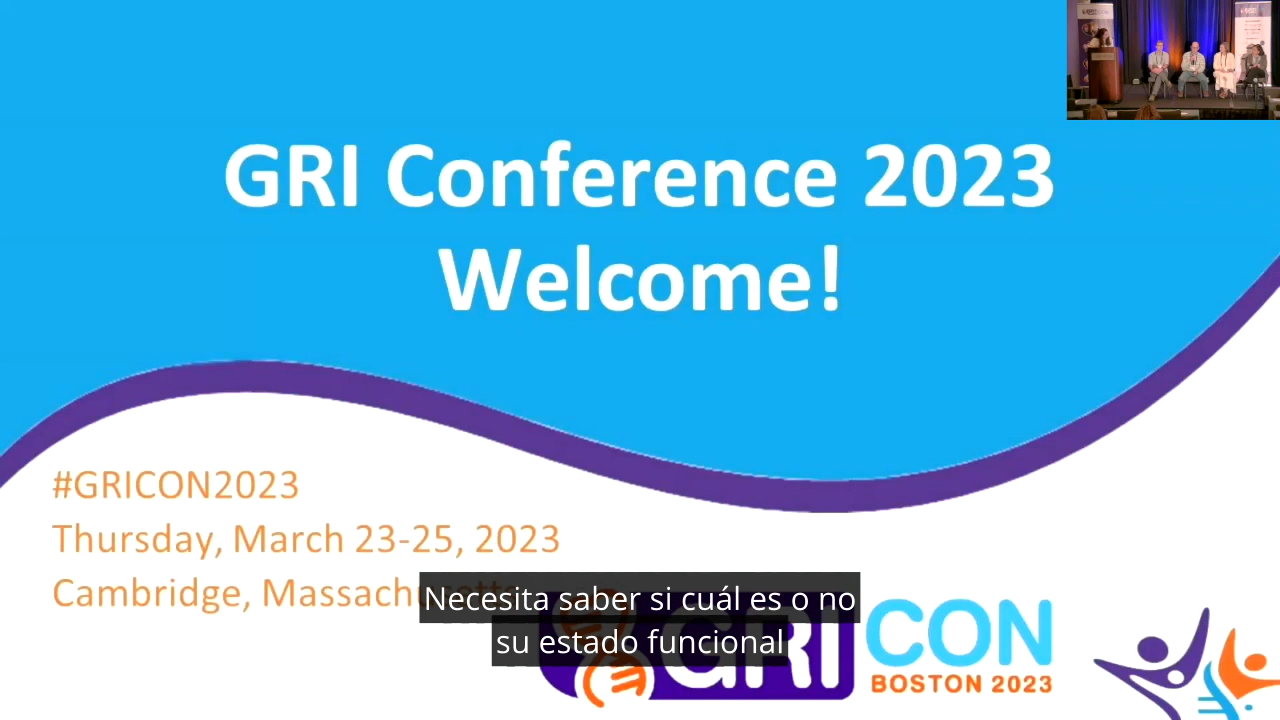 GRI Conference 2023
Welcome!
#GRICON2023
Thursday, March 23-25, 2023
Cambridge,
Necesita saber si cuál es o no
su estado funcional
GRI CON
BOSTON 2023